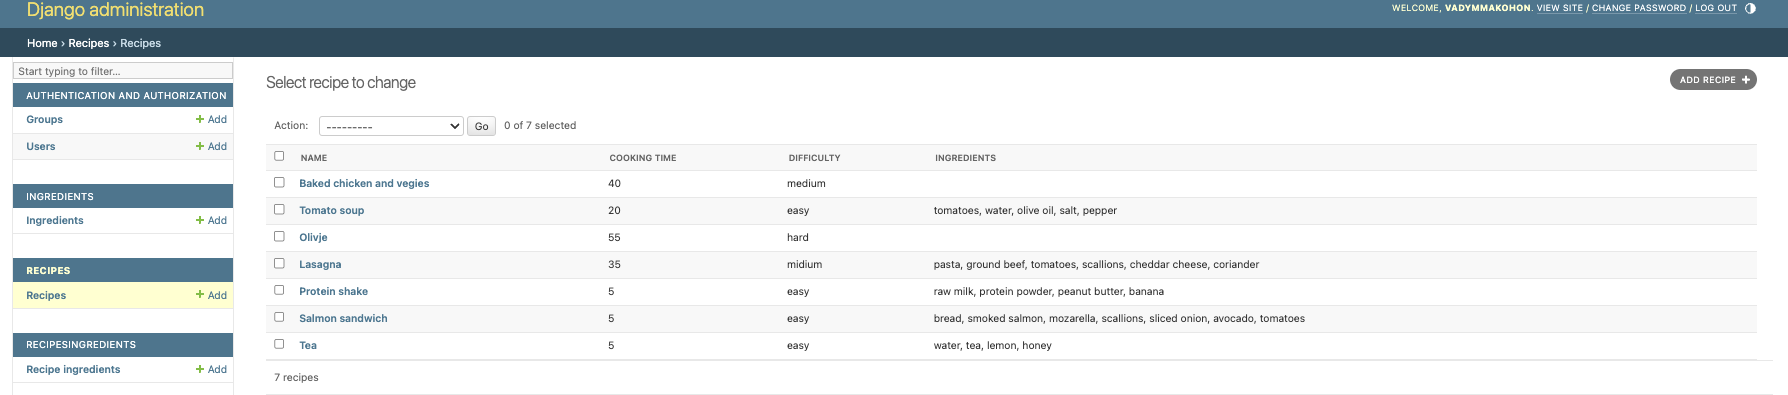 Django administration
WELCOME, VADYMMAKOHON. VIEW SITE / CHANGE PASSWORD / LOG OUT
Home › Recipes › Recipes
Start typing to filter...
AUTHENTICATION AND AUTHORIZATION
Groups + Add
Users + Add
INGREDIENTS
Ingredients + Add
RECIPES
Recipes + Add
RECIPESINGREDIENTS
Recipe ingredients + Add
Select recipe to change
ADD RECIPE +
Action: --------- Go 0 of 7 selected
NAME COOKING TIME DIFFICULTY INGREDIENTS
Baked chicken and vegies 40 medium
Tomato soup 20 easy tomatoes, water, olive oil, salt, pepper
Olivje 55 hard
Lasagna 35 midium pasta, ground beef, tomatoes, scallions, cheddar cheese, coriander
Protein shake 5 easy raw milk, protein powder, peanut butter, banana
Salmon sandwich 5 easy bread, smoked salmon, mozarella, scallions, sliced onion, avocado, tomatoes
Tea 5 easy water, tea, lemon, honey
7 recipes